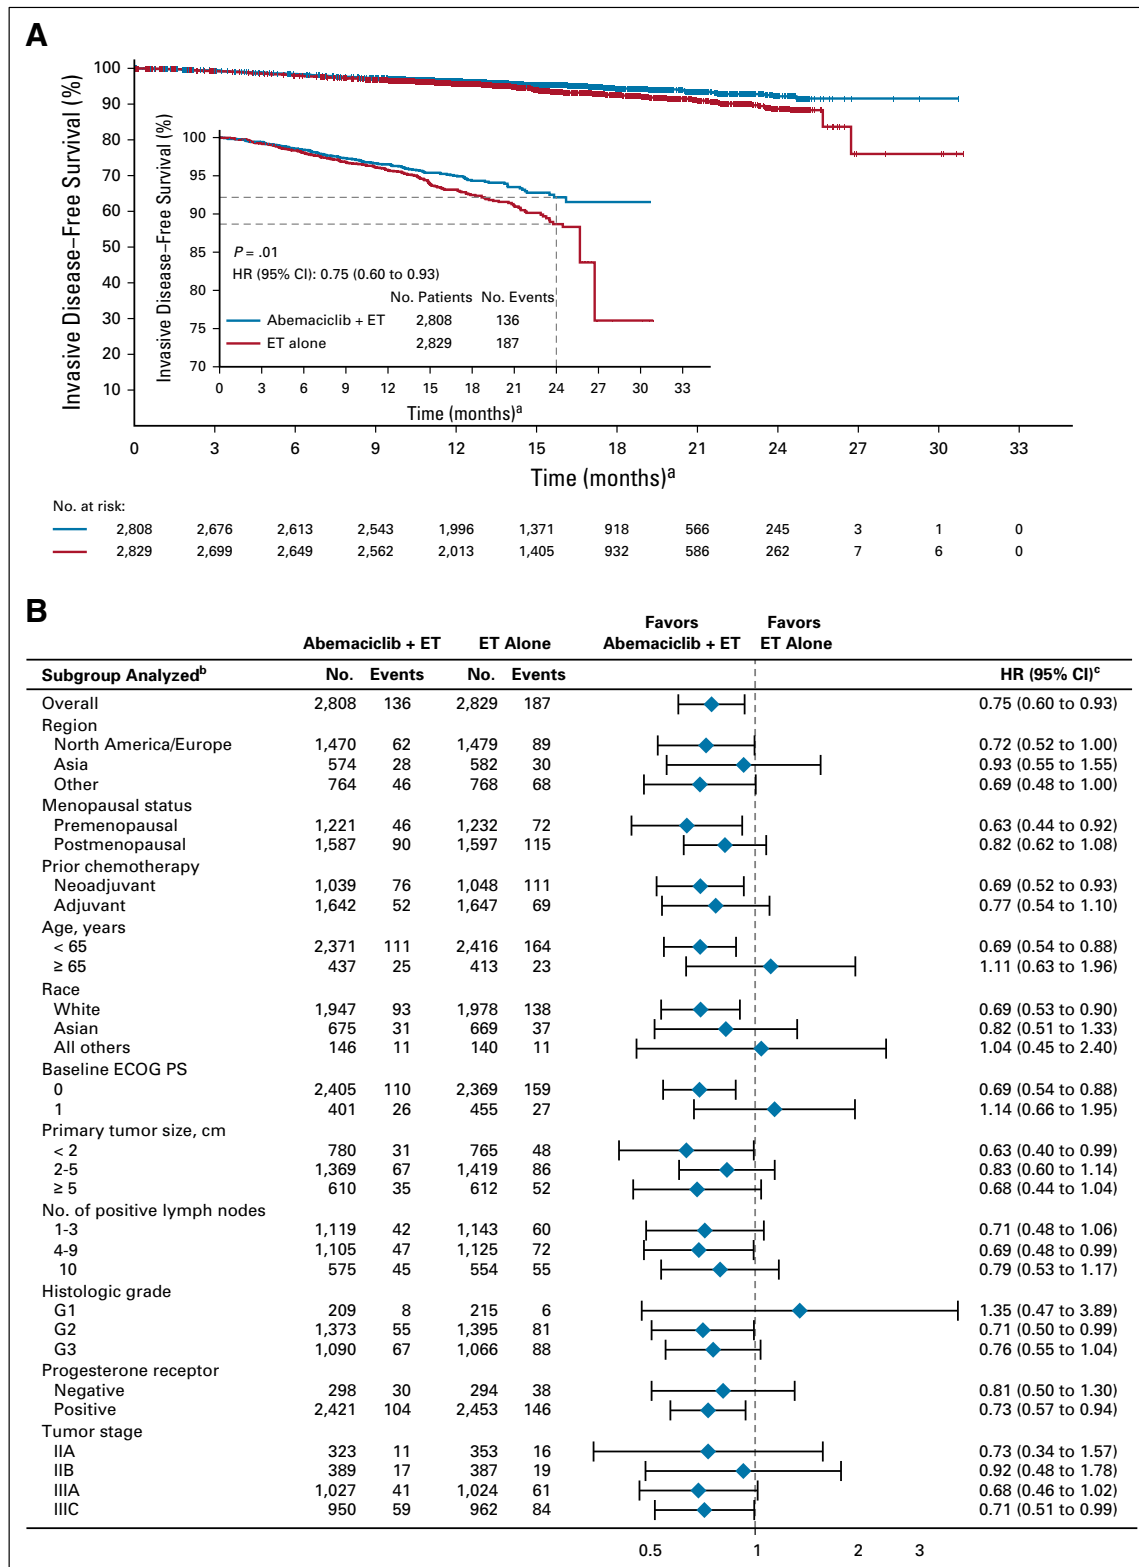 A
Invasive Disease–Free Survival (%)
100
90
80
70
60
50
40
30
20
10
0 3 6 9 12 15 18 21 24 27 30 33
Time (months)a
Invasive Disease–Free Survival (%)
100
95
90
85
80
75
70
P = .01
HR (95% CI): 0.75 (0.60 to 0.93)
No. Patients No. Events
Abemaciclib + ET 2,808 136
ET alone 2,829 187
0 3 6 9 12 15 18 21 24 27 30 33
Time (months)a
No. at risk:
2,808 2,676 2,613 2,543 1,996 1,371 918 566 245 3 1 0
2,829 2,699 2,649 2,562 2,013 1,405 932 586 262 7 6 0
B
Favors Favors
Abemaciclib + ET ET Alone Abemaciclib + ET ET Alone
Subgroup Analyzedb No. Events No. Events HR (95% CI)c
Overall 2,808 136 2,829 187 0.75 (0.60 to 0.93)
Region
North America/Europe 1,470 62 1,479 89 0.72 (0.52 to 1.00)
Asia 574 28 582 30 0.93 (0.55 to 1.55)
Other 764 46 768 68 0.69 (0.48 to 1.00)
Menopausal status
Premenopausal 1,221 46 1,232 72 0.63 (0.44 to 0.92)
Postmenopausal 1,587 90 1,597 115 0.82 (0.62 to 1.08)
Prior chemotherapy
Neoadjuvant 1,039 76 1,048 111 0.69 (0.52 to 0.93)
Adjuvant 1,642 52 1,647 69 0.77 (0.54 to 1.10)
Age, years
< 65 2,371 111 2,416 164 0.69 (0.54 to 0.88)
≥ 65 437 25 413 23 1.11 (0.63 to 1.96)
Race
White 1,947 93 1,978 138 0.69 (0.53 to 0.90)
Asian 675 31 669 37 0.82 (0.51 to 1.33)
All others 146 11 140 11 1.04 (0.45 to 2.40)
Baseline ECOG PS
0 2,405 110 2,369 159 0.69 (0.54 to 0.88)
1 401 26 455 27 1.14 (0.66 to 1.95)
Primary tumor size, cm
< 2 780 31 765 48 0.63 (0.40 to 0.99)
2-5 1,369 67 1,419 86 0.83 (0.60 to 1.14)
≥ 5 610 35 612 52 0.68 (0.44 to 1.04)
No. of positive lymph nodes
1-3 1,119 42 1,143 60 0.71 (0.48 to 1.06)
4-9 1,105 47 1,125 72 0.69 (0.48 to 0.99)
10 575 45 554 55 0.79 (0.53 to 1.17)
Histologic grade
G1 209 8 215 6 1.35 (0.47 to 3.89)
G2 1,373 55 1,395 81 0.71 (0.50 to 0.99)
G3 1,090 67 1,066 88 0.76 (0.55 to 1.04)
Progesterone receptor
Negative 298 30 294 38 0.81 (0.50 to 1.30)
Positive 2,421 104 2,453 146 0.73 (0.57 to 0.94)
Tumor stage
IIA 323 11 353 16 0.73 (0.34 to 1.57)
IIB 389 17 387 19 0.92 (0.48 to 1.78)
IIIA 1,027 41 1,024 61 0.68 (0.46 to 1.02)
IIIC 950 59 962 84 0.71 (0.51 to 0.99)
0.5 1 2 3